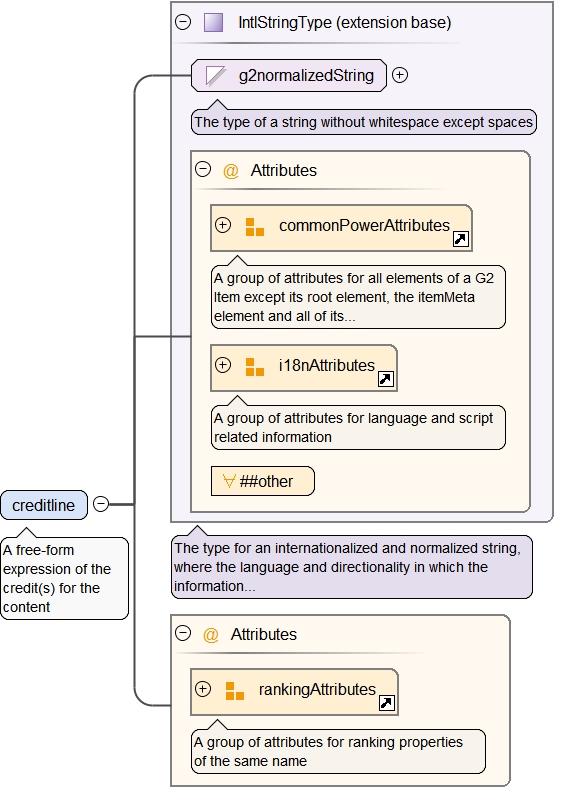 IntlStringType (extension base)
g2normalizedString
The type of a string without whitespace except spaces
@ Attributes
commonPowerAttributes
A group of attributes for all elements of a G2
Item except its root element, the itemMeta
element and all of its...
i18nAttributes
A group of attributes for language and script
related information
##other
creditline
A free-form
expression of the
credit(s) for the
content
The type for an internationalized and normalized string,
where the language and directionality in which the
information...
@ Attributes
rankingAttributes
A group of attributes for ranking properties
of the same name